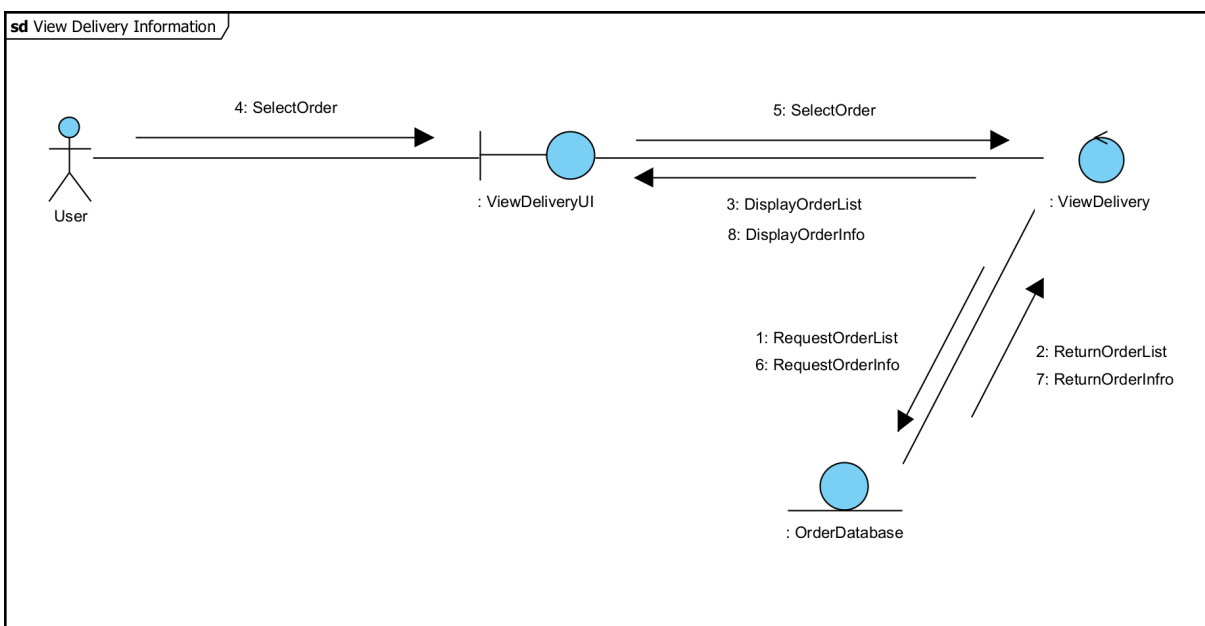 sd View Delivery Information
4: SelectOrder
5: SelectOrder
User
: ViewDeliveryUI
3: DisplayOrderList
8: DisplayOrderInfo
: ViewDelivery
1: RequestOrderList
6: RequestOrderInfo
2: ReturnOrderList
7: ReturnOrderInfro
: OrderDatabase